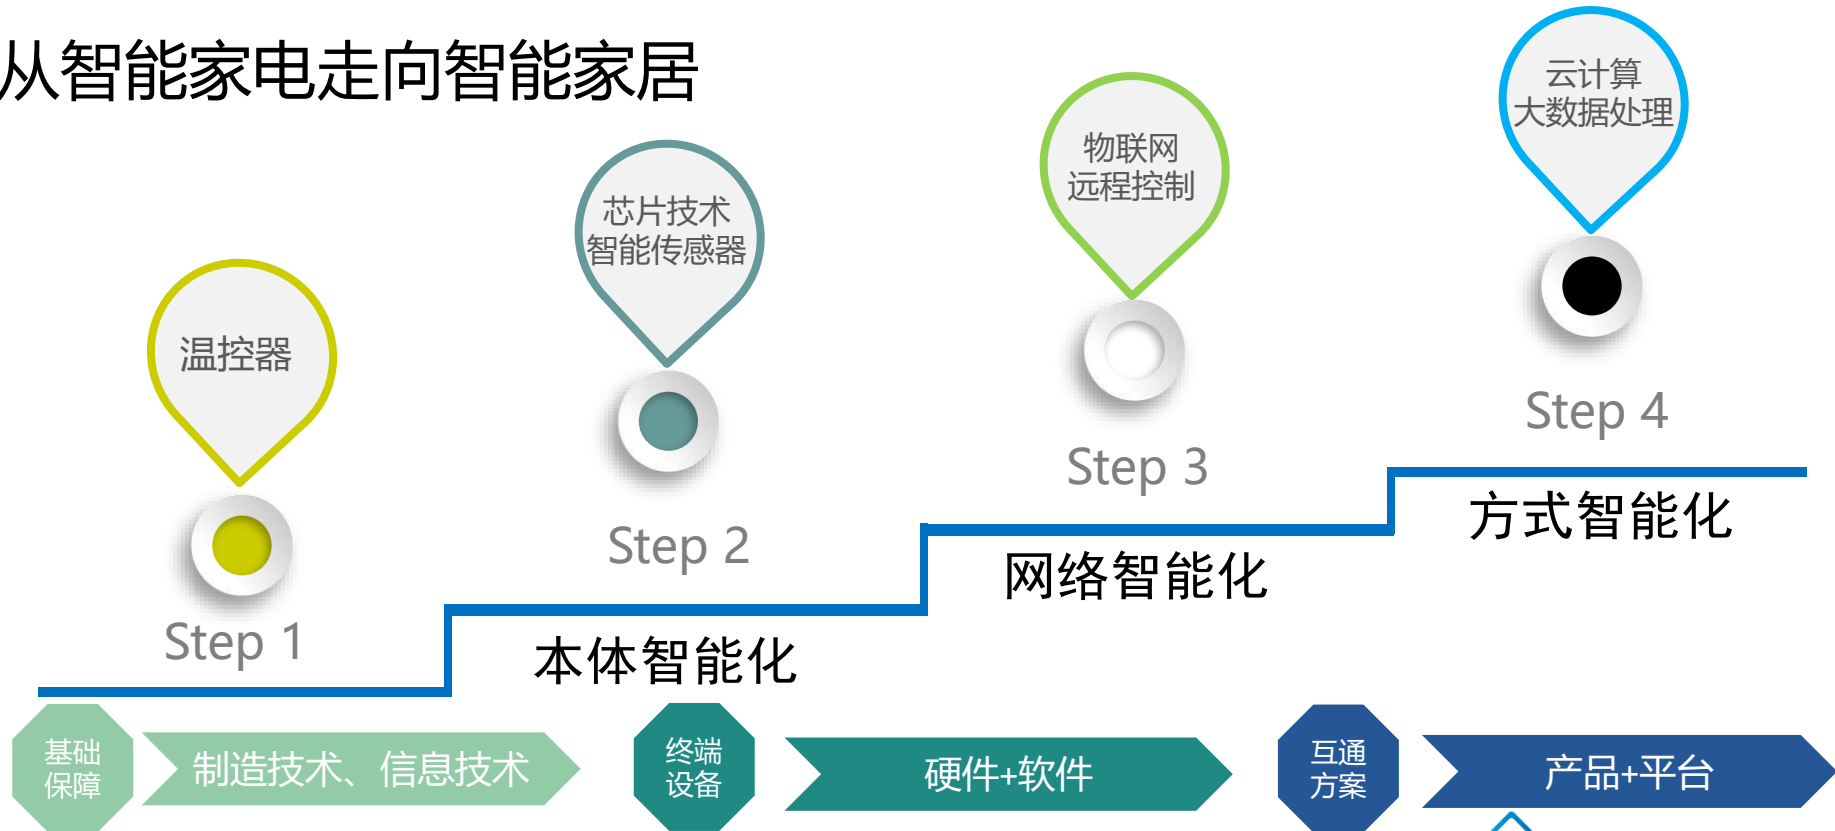 从智能家电走向智能家居
云计算
大数据处理
物联网
远程控制
芯片技术
智能传感器
温控器
Step 4
Step 3
方式智能化
Step 2
网络智能化
Step 1
本体智能化
基础
保障
制造技术、信息技术
终端
设备
硬件+软件
互通
方案
产品+平台